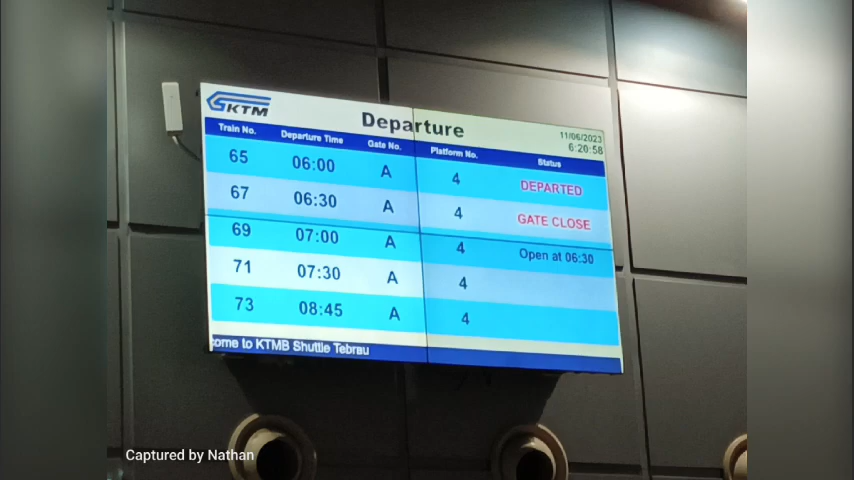 KTM
Departure
11/06/2023
6:20:58
Train No. Departure Time Gate No. Platform No. Status
65 06:00 A 4 DEPARTED
67 06:30 A 4 GATE CLOSE
69 07:00 A 4 Open at 06:30
71 07:30 A 4
73 08:45 A 4
come to KTMB Shuttle Tebrau
Captured by Nathan